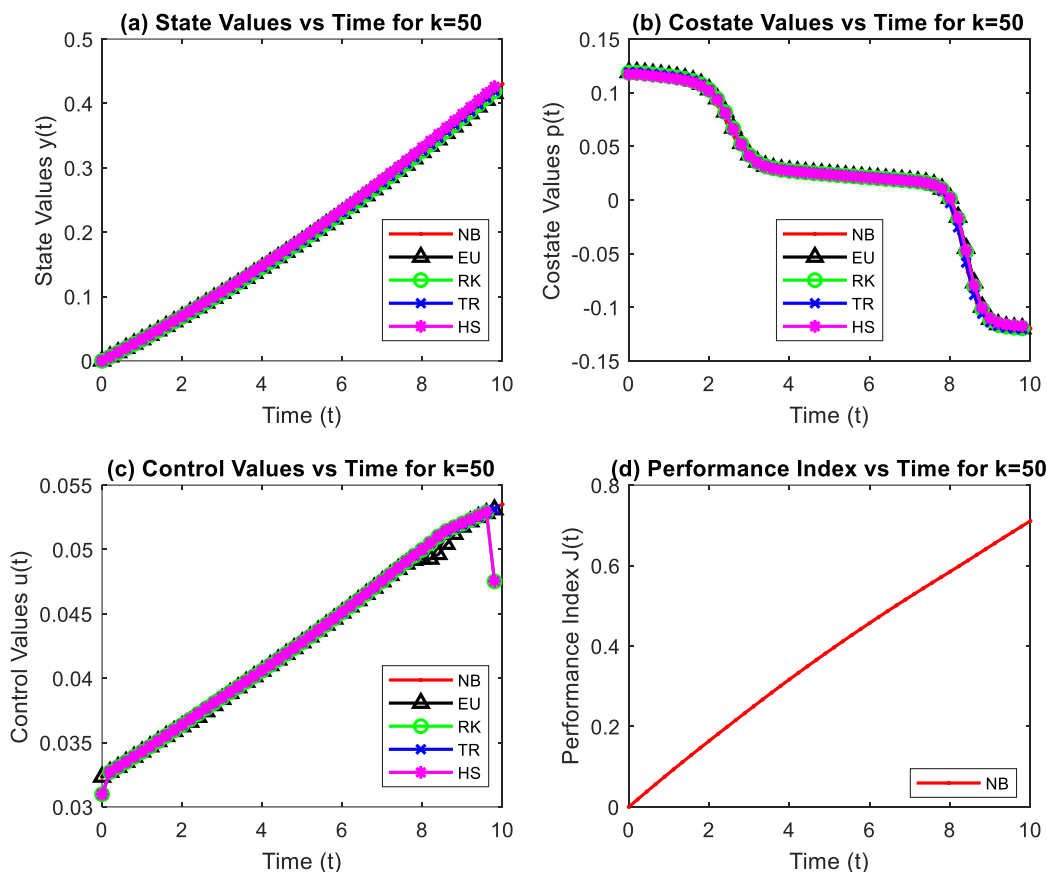 (a) State Values vs Time for k=50
State Values y(t)
0.5
0.4
0.3
0.2
0.1
0
0 2 4 6 8 10
Time (t)
NB
EU
RK
TR
HS
(b) Costate Values vs Time for k=50
Costate Values p(t)
0.15
0.1
0.05
0
-0.05
-0.1
-0.15
0 2 4 6 8 10
Time (t)
NB
EU
RK
TR
HS
(c) Control Values vs Time for k=50
Control Values u(t)
0.055
0.05
0.045
0.04
0.035
0.03
0 2 4 6 8 10
Time (t)
NB
EU
RK
TR
HS
(d) Performance Index vs Time for k=50
Performance Index J(t)
0.8
0.6
0.4
0.2
0
0 2 4 6 8 10
Time (t)
NB